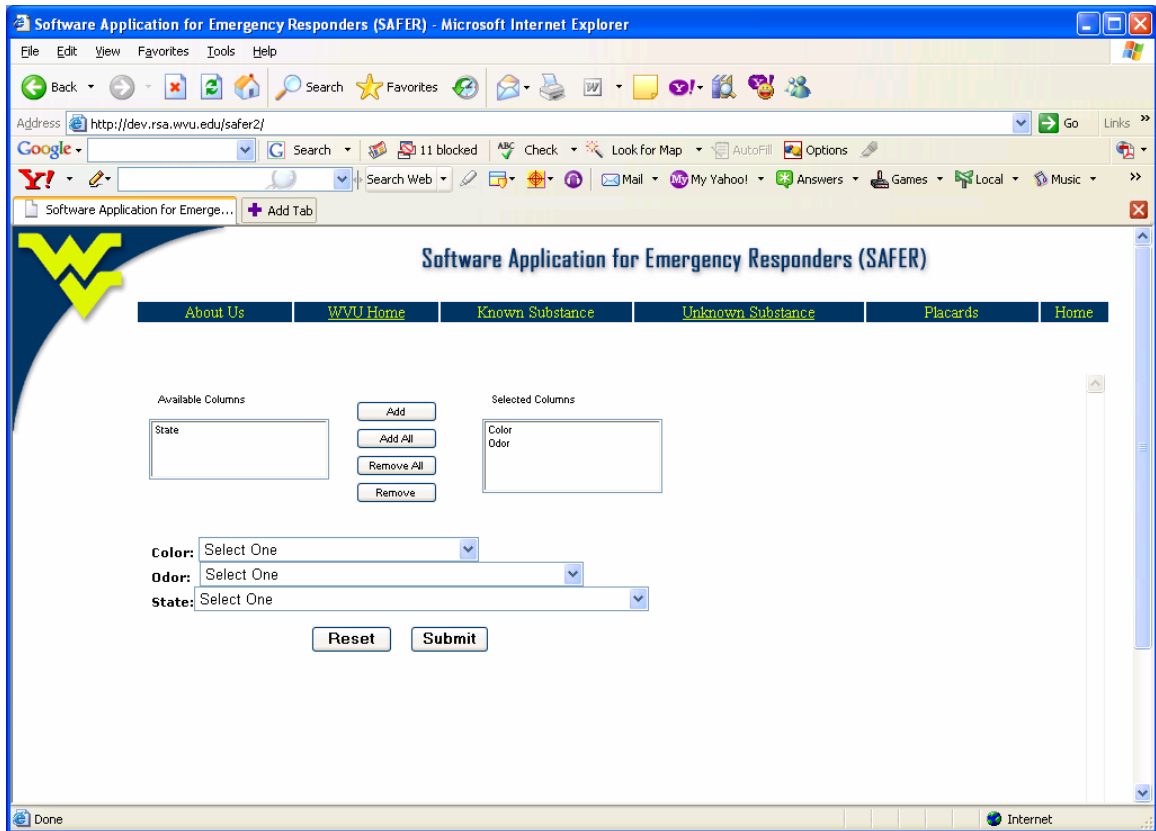 Software Application for Emergency Responders (SAFER) - Microsoft Internet Explorer
File Edit View Favorites Tools Help
Back Search Favorites W Y!
Address http://dev.rsa.wvu.edu/safer2/ Go Links »
Google G Search 11 blocked ABC Check Look for Map AutoFill Options
Y! Search Web Mail My My Yahoo! Answers Games Local Music »
Software Application for Emerge... Add Tab
Software Application for Emergency Responders (SAFER)
About Us WVU Home Known Substance Unknown Substance Placards Home
Available Columns Selected Columns
State Add Color
Add All Odor
Remove All
Remove
Color: Select One
Odor: Select One
State: Select One
Reset Submit
Done Internet